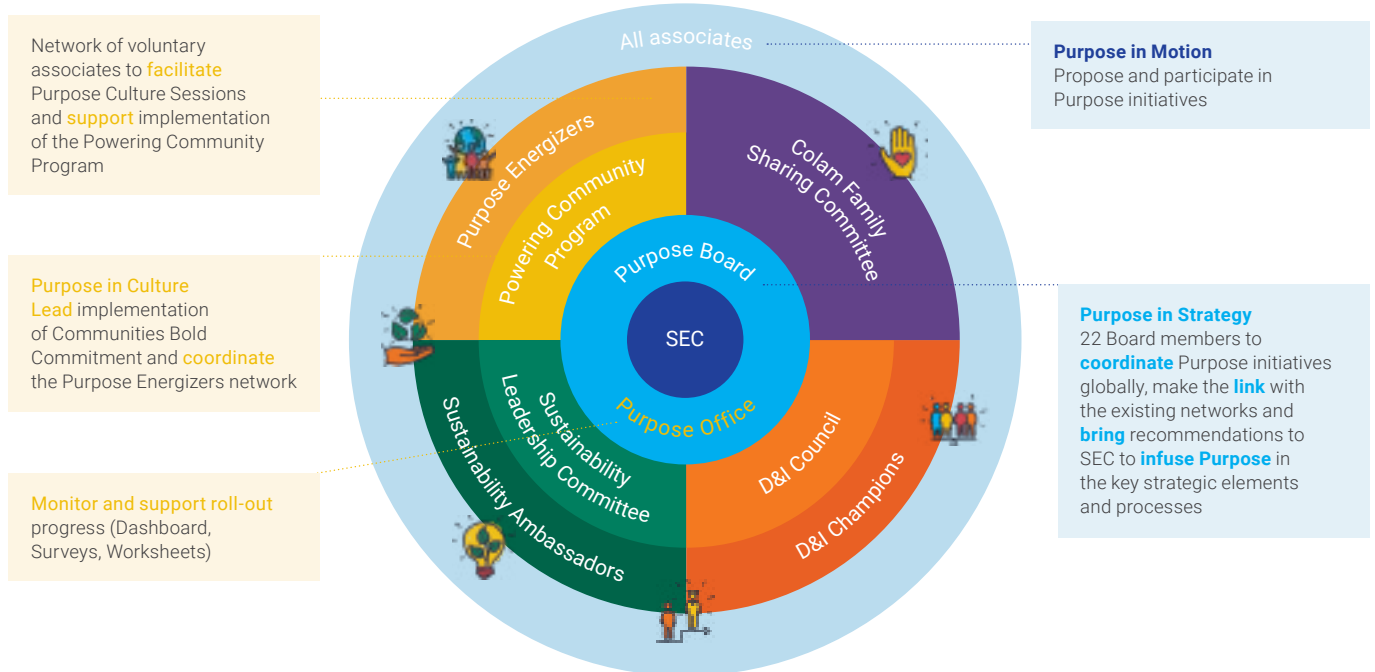 Network of voluntary
associates to facilitate
Purpose Culture Sessions
and support implementation
of the Powering Community
Program
Purpose in Culture
Lead implementation
of Communities Bold
Commitment and coordinate
the Purpose Energizers network
Monitor and support roll-out
progress (Dashboard,
Surveys, Worksheets)
All associates
Purpose Energizers
Powering Community
Program
Colam Family
Sharing Committee
Purpose Board
SEC
Purpose Office
Sustainability
Leadership Committee
Sustainability Ambassadors
D&I Council
D&I Champions
Purpose in Motion
Propose and participate in
Purpose initiatives
Purpose in Strategy
22 Board members to
coordinate Purpose initiatives
globally, make the link with
the existing networks and
bring recommendations to
SEC to infuse Purpose in
the key strategic elements
and processes